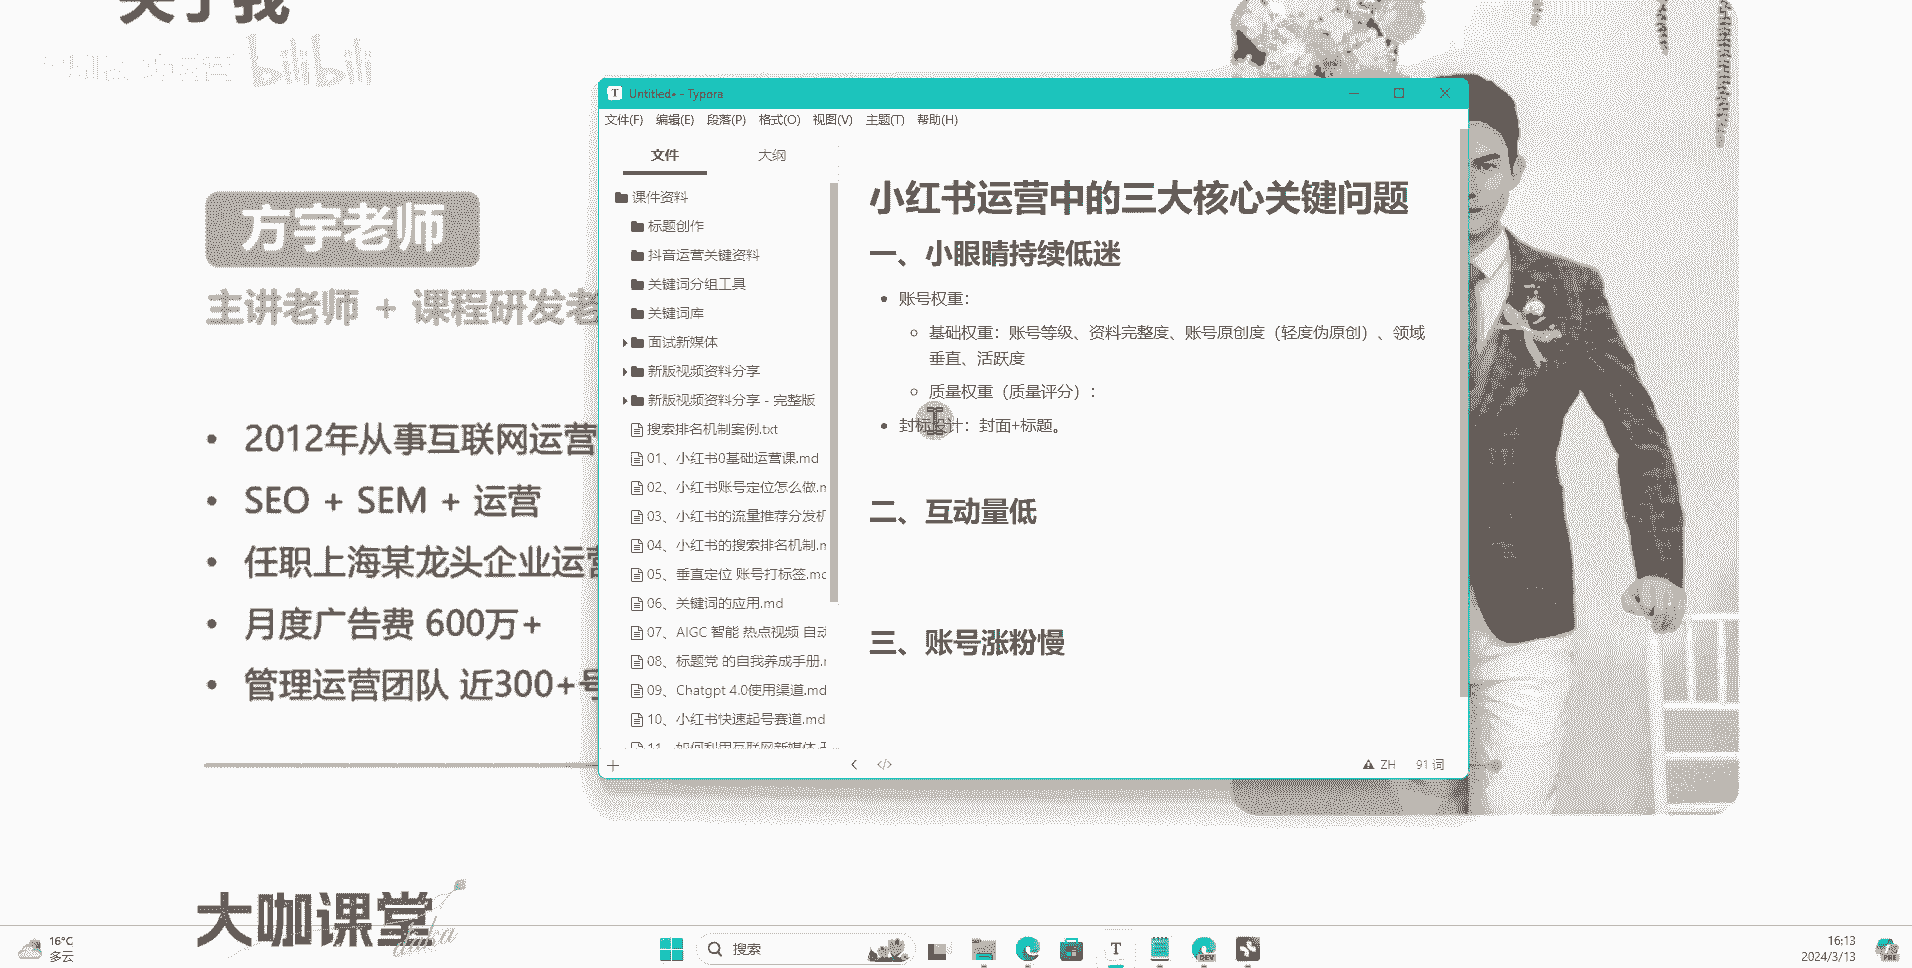 关于我
bilibili
方宇老师
主讲老师 + 课程研发老
2012年从事互联网运营
SEO + SEM + 运营
任职上海某龙头企业运营
月度广告费 600万+
管理运营团队 近300+号
大咖课堂
daka
Untitled• - Typora
文件(F) 编辑(E) 段落(P) 格式(O) 视图(V) 主题(T) 帮助(H)
文件 大纲
课件资料
标题创作
抖音运营关键资料
关键词分组工具
关键词库
面试新媒体
新版视频资料分享
新版视频资料分享 - 完整版
搜索排名机制案例.txt
01、小红书0基础运营课.md
02、小红书账号定位怎么做.m
03、小红书的流量推荐分发机
04、小红书的搜索排名机制.m
05、垂直定位 账号打标签.md
06、关键词的应用.md
07、AIGC 智能 热点视频 自动
08、标题党 的自我养成手册.m
09、Chatgpt 4.0使用渠道.md
10、小红书快速起号赛道.md
11、如何利用互联网新媒体
小红书运营中的三大核心关键问题
一、小眼睛持续低迷
账号权重：
基础权重：账号等级、资料完整度、账号原创度（轻度伪原创）、领域
垂直、活跃度
质量权重（质量评分）：
封标设计：封面+标题。
二、互动量低
三、账号涨粉慢
ZH 91 词
16°C
多云
搜索
T
DEV
16:13
2024/3/13
PRE